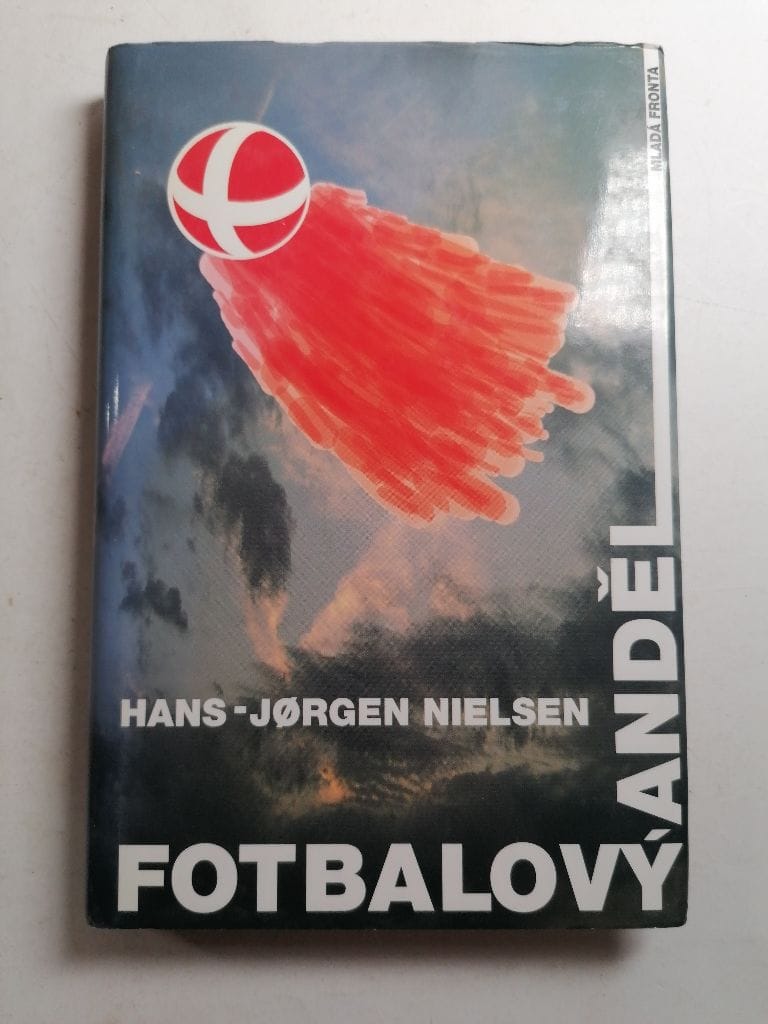 MLADÁ FRONTA
HANS-JØRGEN NIELSEN
FOTBALOVÝ
ANDĚL